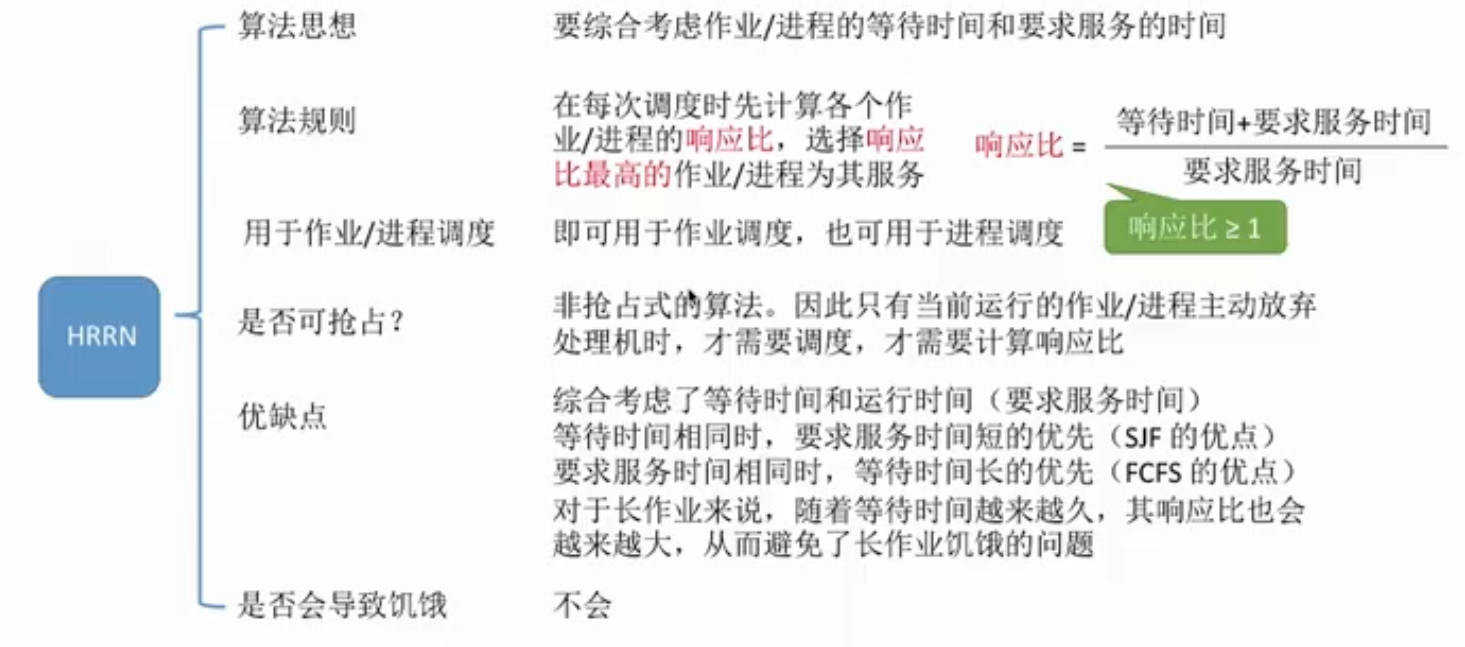 算法思想
要综合考虑作业/进程的等待时间和要求服务的时间
算法规则
在每次调度时先计算各个作
业/进程的响应比，选择响应
比最高的作业/进程为其服务
响应比 =
等待时间+要求服务时间
要求服务时间
响应比 ≥ 1
用于作业/进程调度
即可用于作业调度，也可用于进程调度
HRRN
是否可抢占？
非抢占式的算法。因此只有当前运行的作业/进程主动放弃
处理机时，才需要调度，才需要计算响应比
优缺点
综合考虑了等待时间和运行时间（要求服务时间）
等待时间相同时，要求服务时间短的优先（SJF 的优点）
要求服务时间相同时，等待时间长的优先（FCFS 的优点）
对于长作业来说，随着等待时间越来越久，其响应比也会
越来越大，从而避免了长作业饥饿的问题
是否会导致饥饿
不会